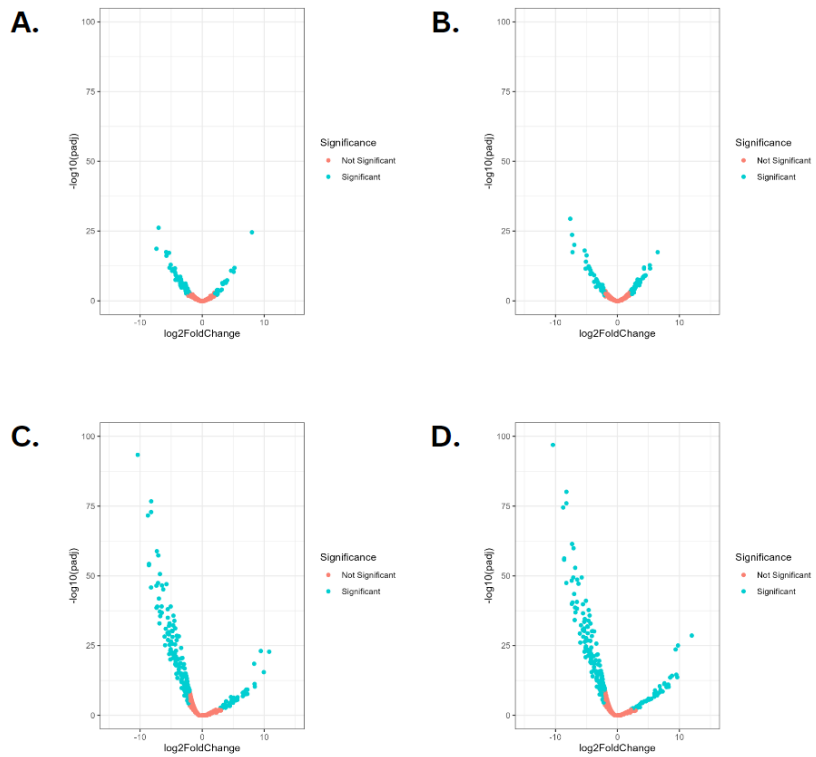 A.
100
75
50
25
0
-log10(padj)
-10
0
10
log2FoldChange
Significance
Not Significant
Significant
B.
100
75
50
25
0
-log10(padj)
-10
0
10
log2FoldChange
Significance
Not Significant
Significant
C.
100
75
50
25
0
-log10(padj)
-10
0
10
log2FoldChange
Significance
Not Significant
Significant
D.
100
75
50
25
0
-log10(padj)
-10
0
10
log2FoldChange
Significance
Not Significant
Significant